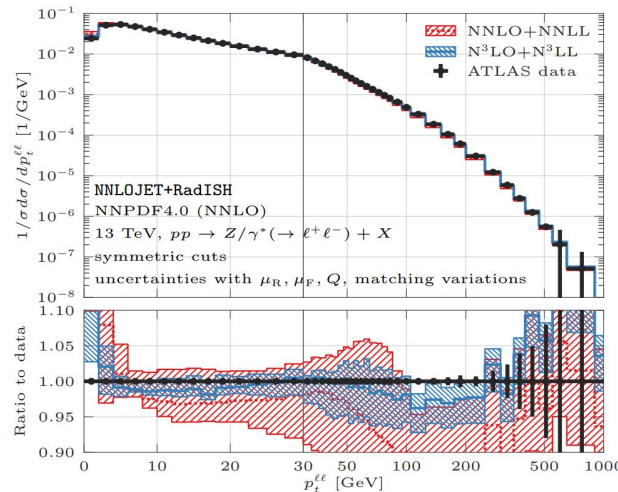 1/σ dσ/dp_t^{ℓℓ} [1/GeV]
10^{-1}
10^{-2}
10^{-3}
10^{-4}
10^{-5}
10^{-6}
10^{-7}
10^{-8}
NNLO+NNLL
N³LO+N³LL
ATLAS data
NNLOJET+RadISH
NNPDF4.0 (NNLO)
13 TeV, pp → Z/γ*(→ ℓ⁺ℓ⁻) + X
symmetric cuts
uncertainties with μ_R, μ_F, Q, matching variations
Ratio to data
1.10
1.05
1.00
0.95
0.90
0 10 20 30 50 100 500 1000
p_t^{ℓℓ} [GeV]